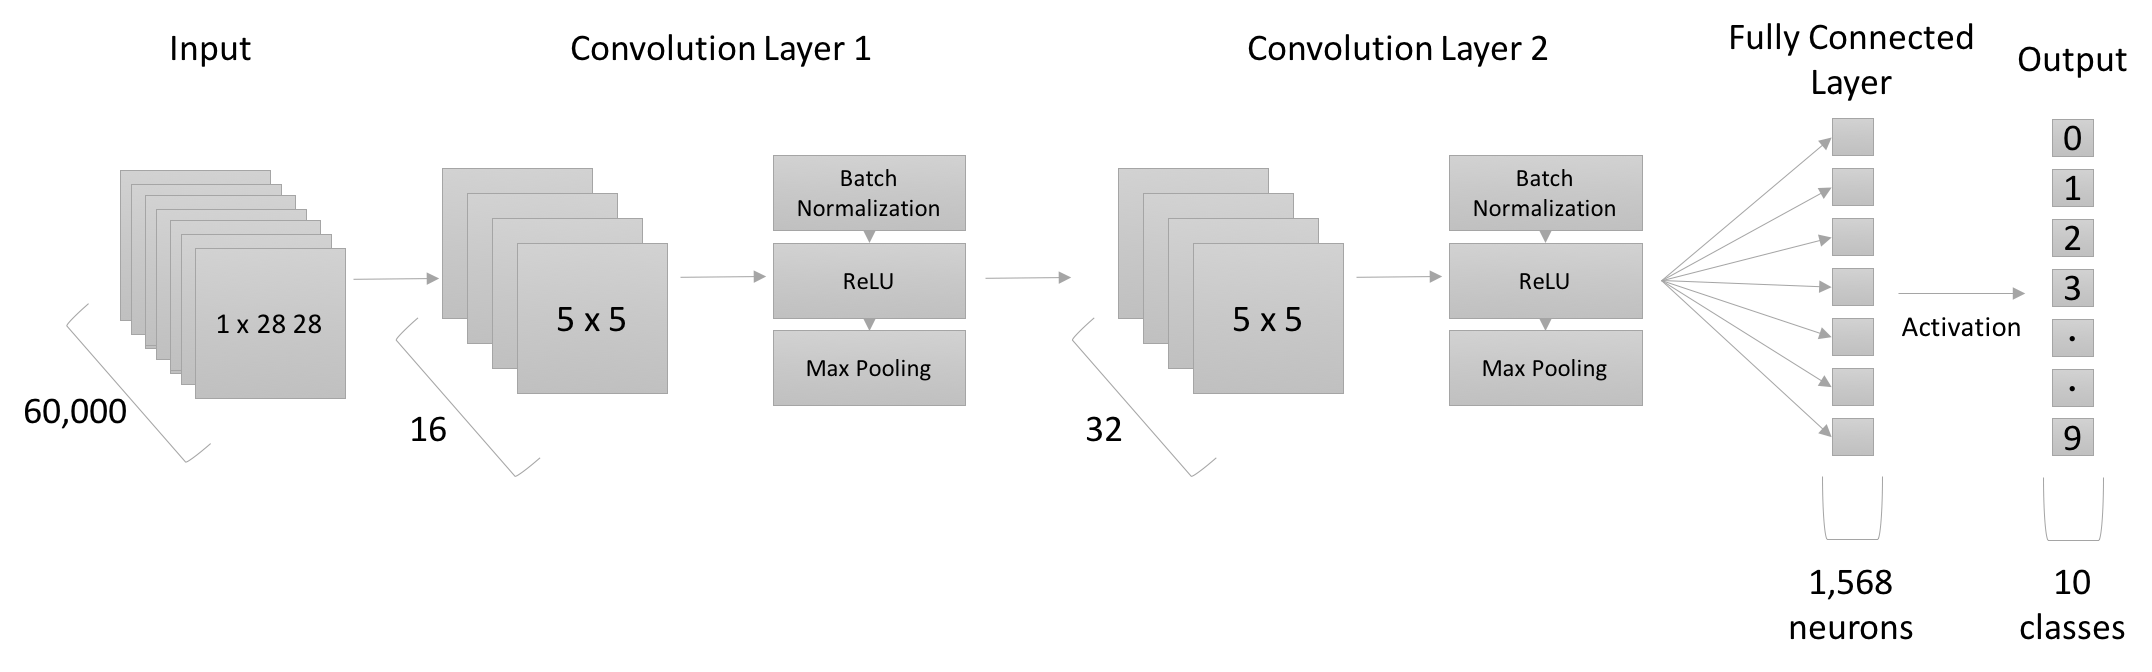 Input
Convolution Layer 1
Convolution Layer 2
Fully Connected
Layer
Output
60,000
1 x 28 28
16
5 x 5
Batch
Normalization
ReLU
Max Pooling
32
5 x 5
Batch
Normalization
ReLU
Max Pooling
Activation
0
1
2
3
.
.
9
1,568
neurons
10
classes